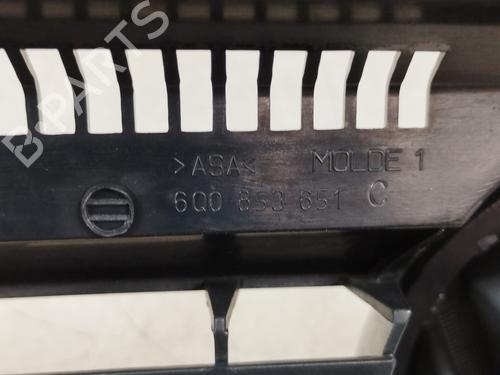 B-PARTS
>ASA< MOLDE 1
6Q0 853 651 C